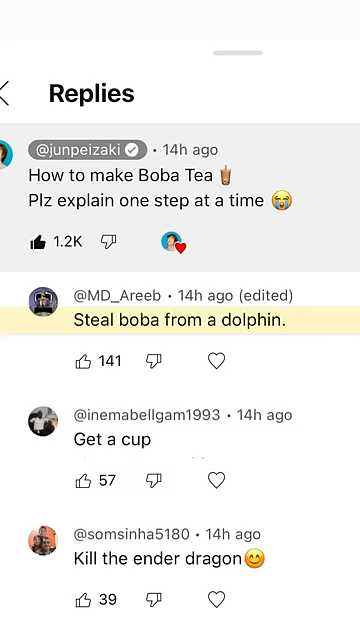 Replies
@junpeizaki • 14h ago
How to make Boba Tea 🧋
Plz explain one step at a time 😭
1.2K
@MD_Areeb • 14h ago (edited)
Steal boba from a dolphin.
141
@inemabellgam1993 • 14h ago
Get a cup
57
@somsinha5180 • 14h ago
Kill the ender dragon😊
39